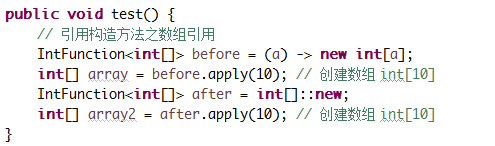 public void test() {
    // 引用构造方法之数组引用
    IntFunction<int[]> before = (a) -> new int[a];
    int[] array = before.apply(10); // 创建数组 int[10]
    IntFunction<int[]> after = int[]::new;
    int[] array2 = after.apply(10); // 创建数组 int[10]
}